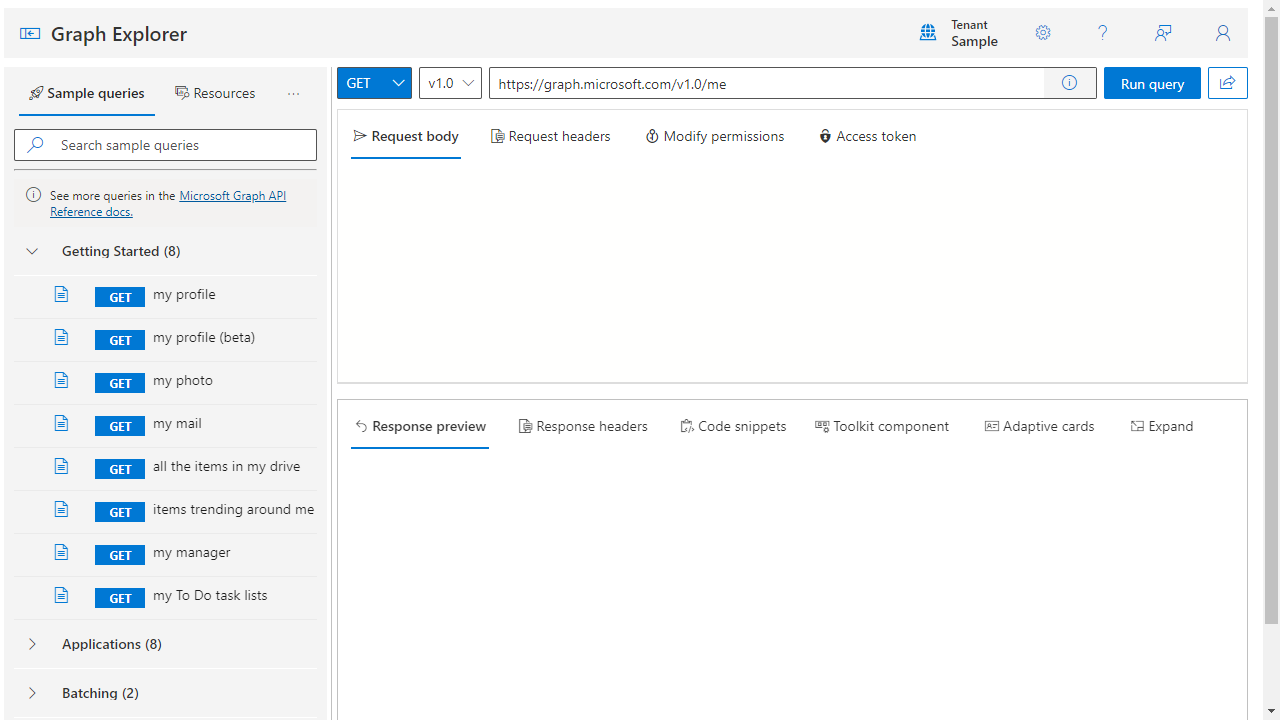 Graph Explorer
Tenant
Sample
Sample queries
Resources
Search sample queries
See more queries in the Microsoft Graph API
Reference docs.
Getting Started (8)
GET my profile
GET my profile (beta)
GET my photo
GET my mail
GET all the items in my drive
GET items trending around me
GET my manager
GET my To Do task lists
Applications (8)
Batching (2)
GET
v1.0
https://graph.microsoft.com/v1.0/me
Run query
Request body
Request headers
Modify permissions
Access token
Response preview
Response headers
Code snippets
Toolkit component
Adaptive cards
Expand